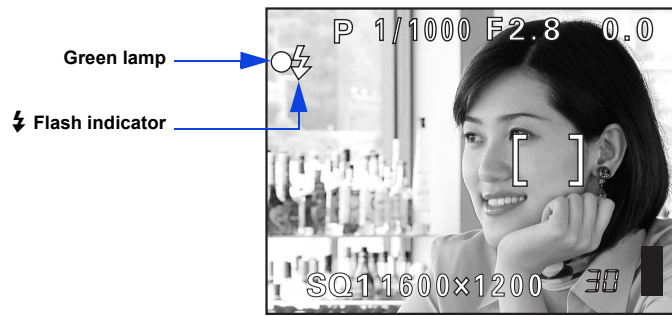 P 1/1000 F2.8 0.0
Green lamp
Flash indicator
SQ1 1600×1200 30